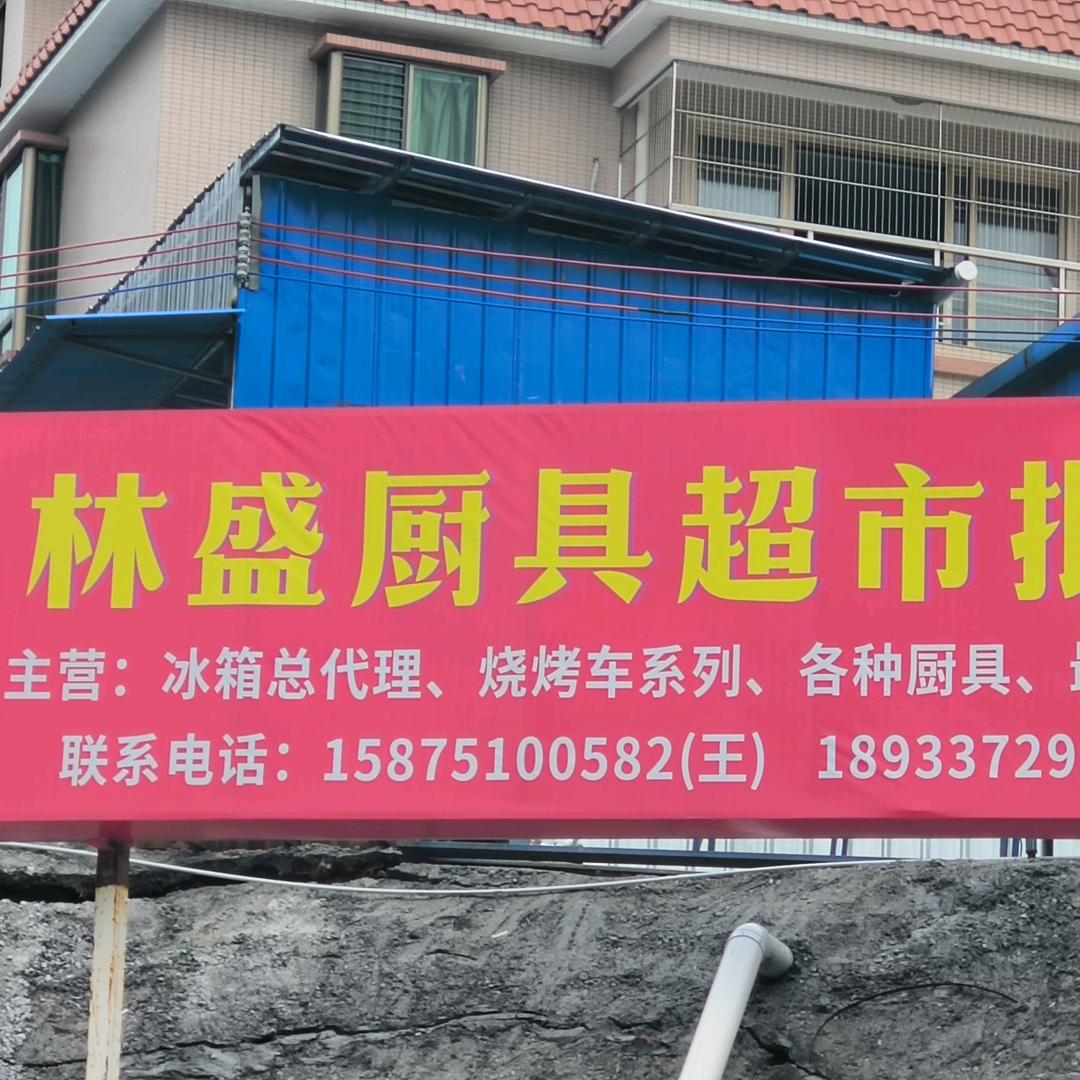 林盛厨具超市
主营：冰箱总代理、烧烤车系列、各种厨具、
联系电话：15875100582(王) 18933729